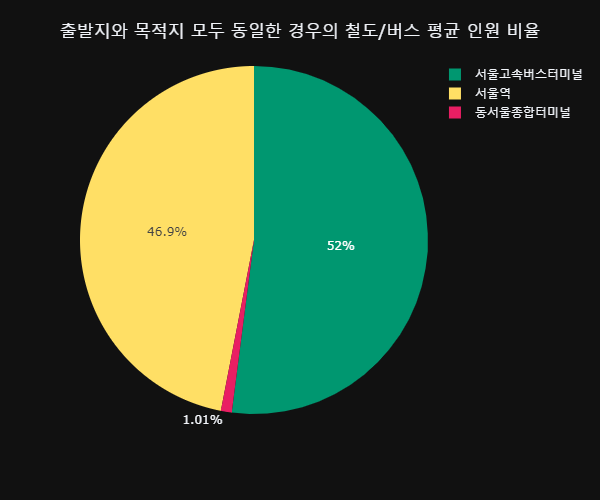 출발지와 목적지 모두 동일한 경우의 철도/버스 평균 인원 비율
서울고속버스터미널
서울역
동서울종합터미널
46.9%
52%
1.01%